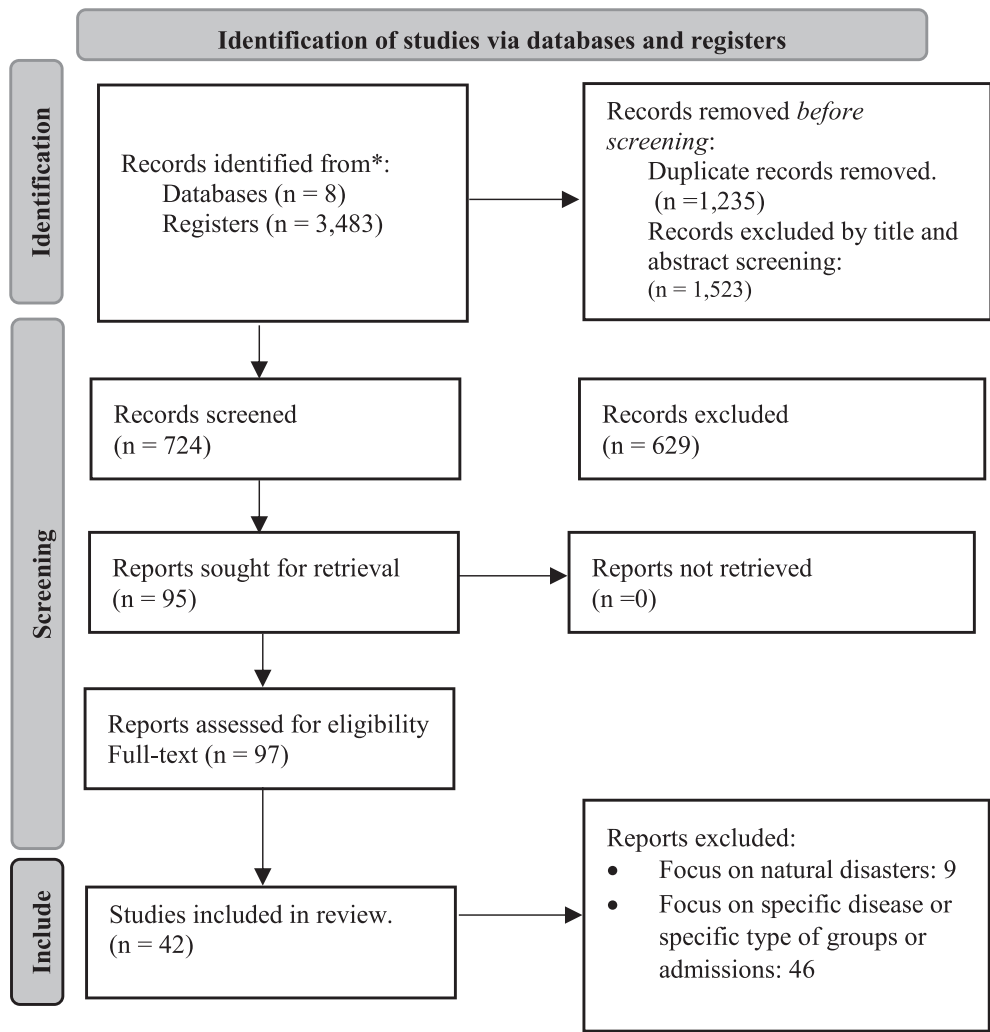 Identification of studies via databases and registers
Identification
Records identified from*:
Databases (n = 8)
Registers (n = 3,483)
Records removed before
screening:
Duplicate records removed.
(n =1,235)
Records excluded by title and
abstract screening:
(n = 1,523)
Screening
Records screened
(n = 724)
Records excluded
(n = 629)
Reports sought for retrieval
(n = 95)
Reports not retrieved
(n =0)
Reports assessed for eligibility
Full-text (n = 97)
Include
Studies included in review.
(n = 42)
Reports excluded:
• Focus on natural disasters: 9
• Focus on specific disease or
specific type of groups or
admissions: 46